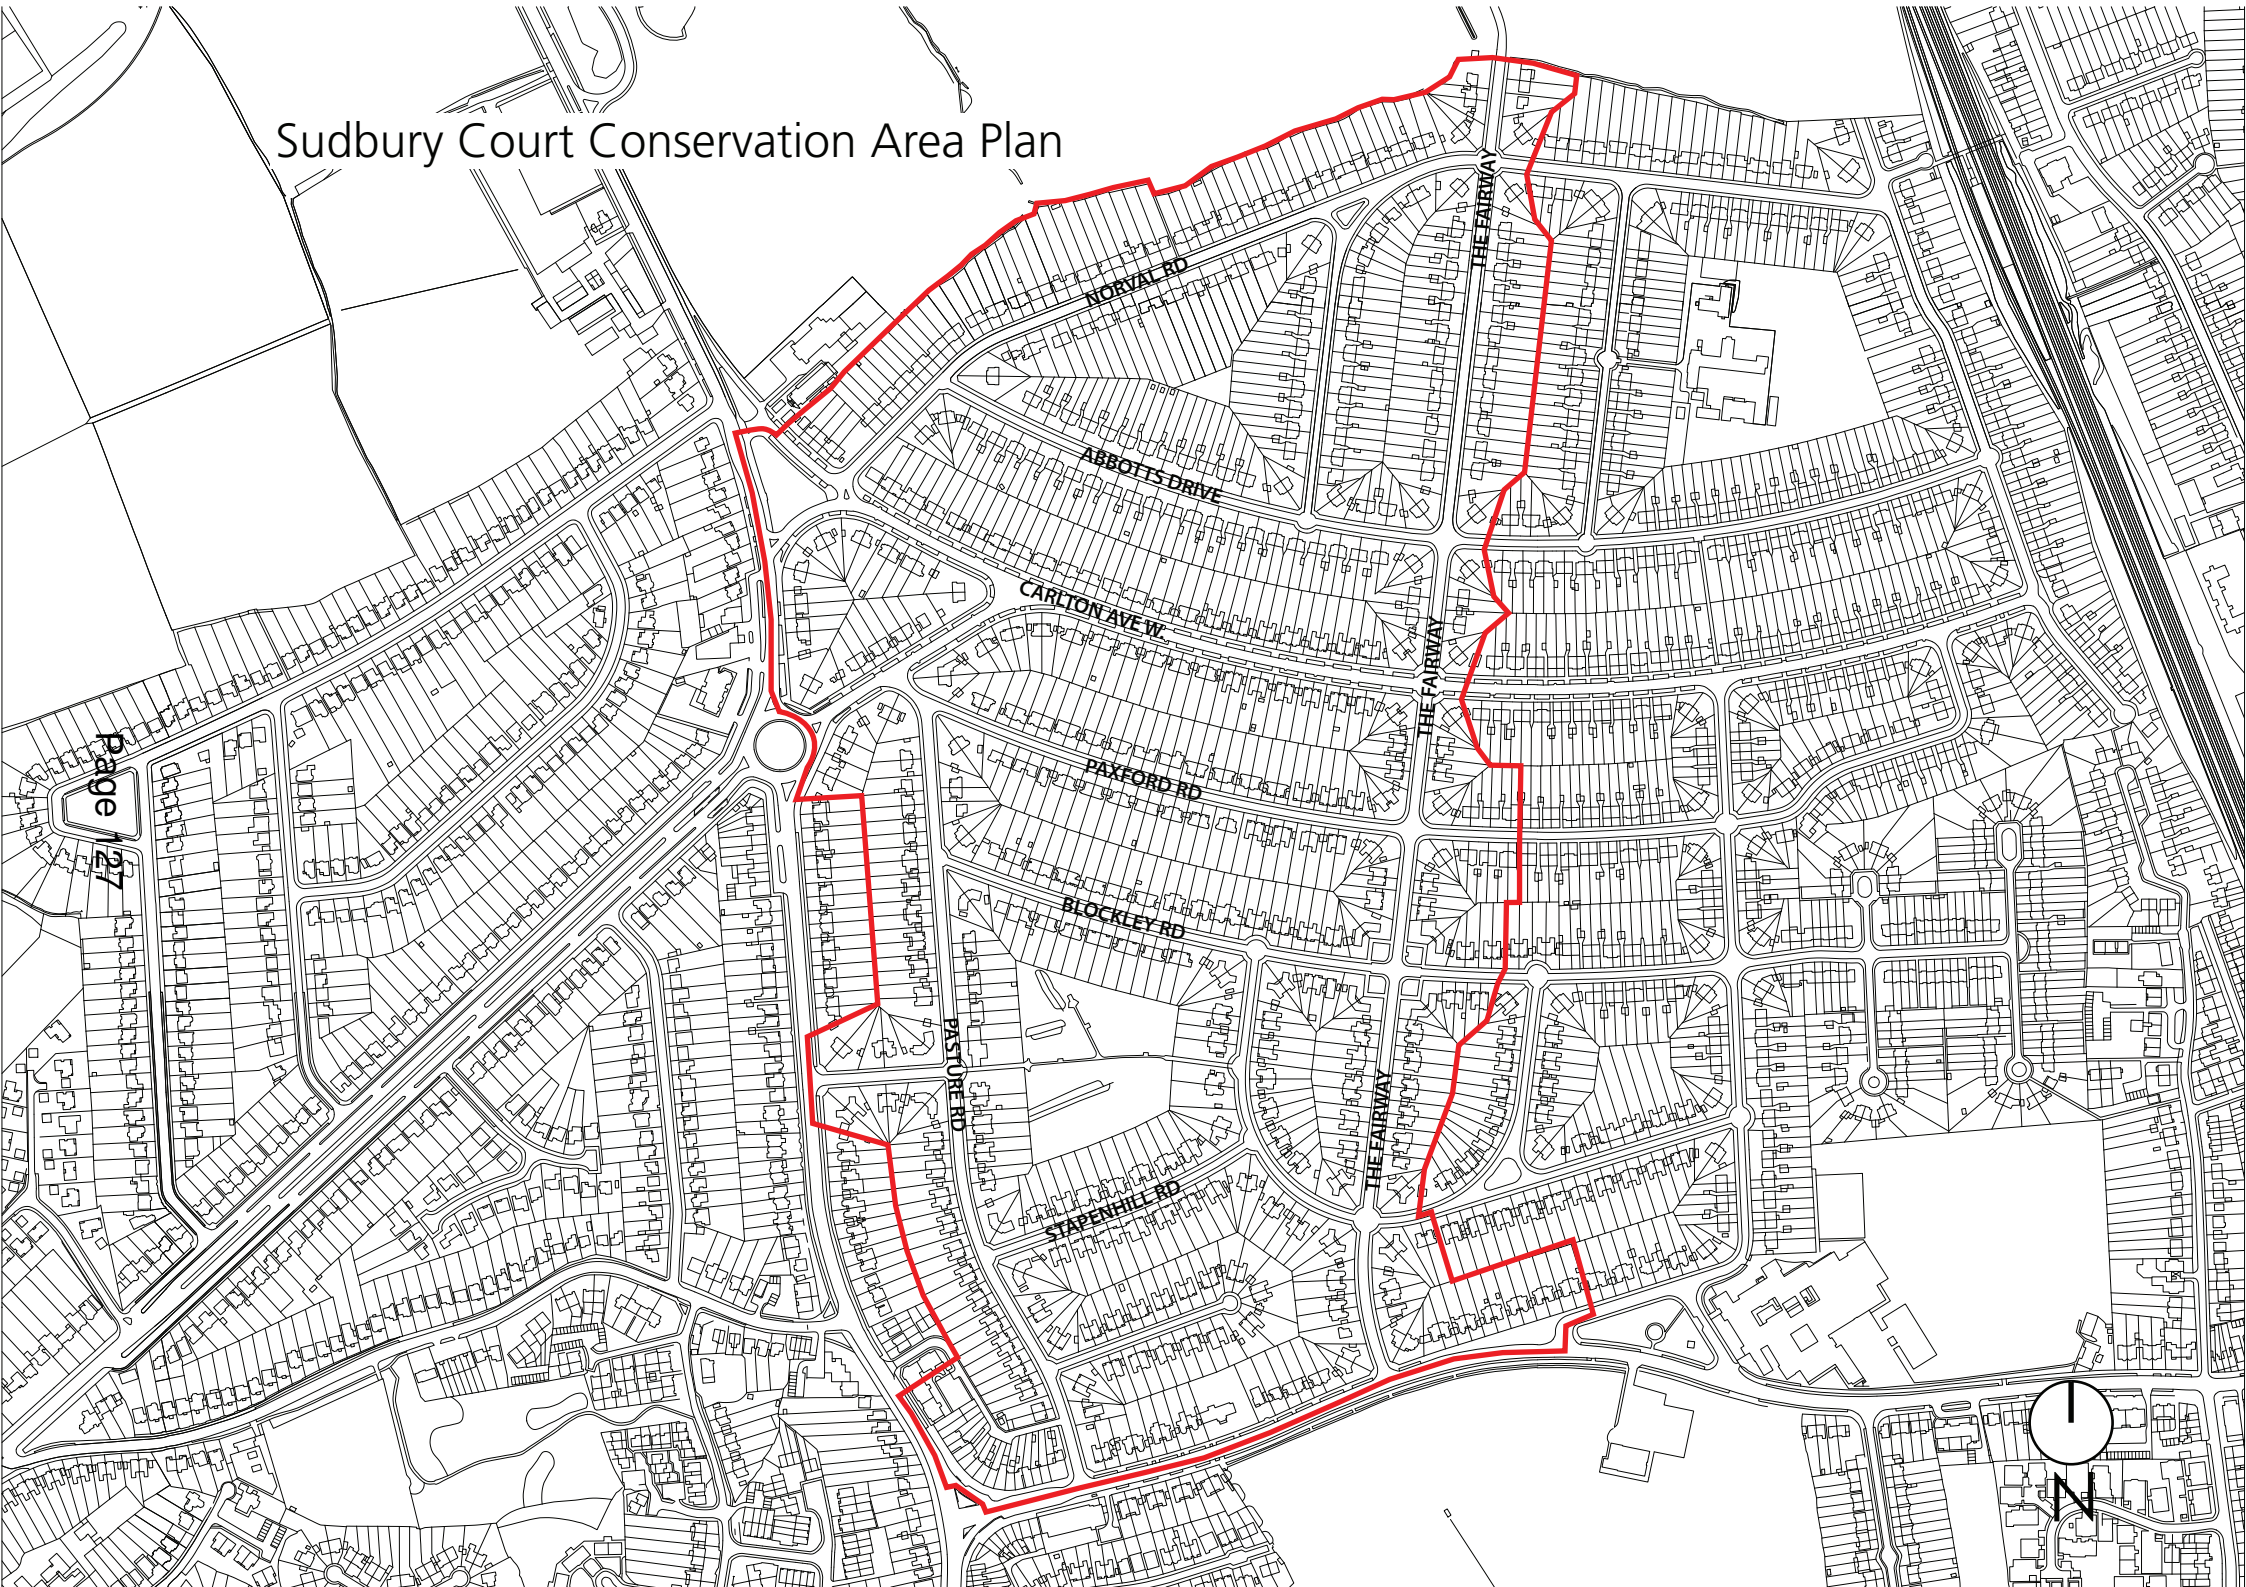 Sudbury Court Conservation Area Plan
THE FAIRWAY
NORVAL RD
ABBOTTS DRIVE
CARLTON AVE W.
THE FAIRWAY
PAXFORD RD
Page 127
BLOCKLEY RD
PASTURE RD
THE FAIRWAY
STAPENHILL RD
N